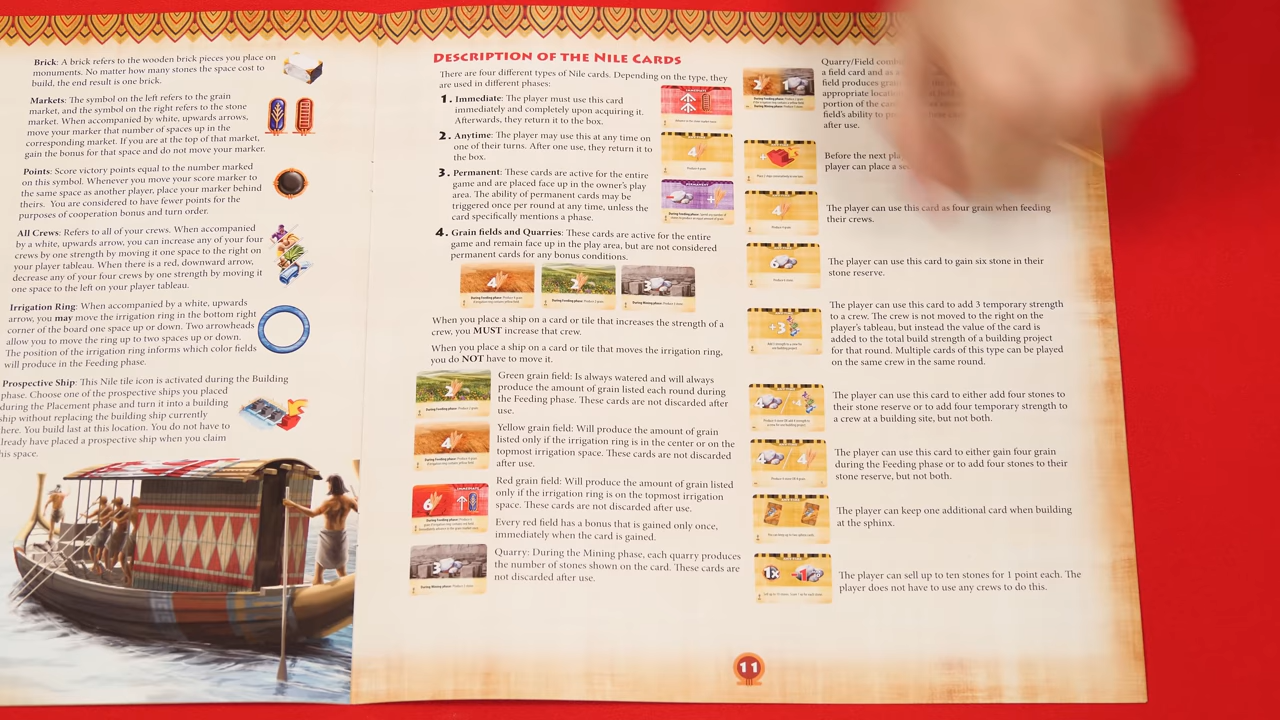 Brick: A brick refers to the wooden brick pieces you place on
monuments. No matter how many stones the space cost to
build, the end result is one brick.
Markets: The symbol on the left refers to the grain
market, and the symbol on the right refers to the stone
market. When accompanied by white, upwards arrows,
move your marker that number of spaces up in the
corresponding market. If you are at the top of that market,
gain the bonus for that space and do not move your marker.
Points: Score victory points equal to the number marked
on this symbol. Whenever you move your score marker to
the same space as another player, place your marker behind
theirs. You are considered to have fewer points for the
purposes of cooperation bonus and turn order.
All Crews: Refers to all of your crews. When accompanied
by a white, upwards arrow, you can increase any of your four
crews by one strength by moving it one space to the right on
your player tableau. When there is a red, downward arrow,
decrease any of your four crews by one strength by moving it
one space to the left on your player tableau.
Irrigation Ring: When accompanied by a white, upwards
arrow, you may move the irrigation ring in the bottom right
corner of the board one space up or down. Two arrowheads
allow you to move the ring up to two spaces up or down.
The position of the irrigation ring informs which color fields
will produce in the Feeding phase.
Prospective Ship: This Nile tile icon is activated during the Building
phase. Choose one of the prospective ships you placed
during the Placement phase and turn it into a building
ship without replacing the building ship currently
there. You build last at this location. You do not have to
lready have placed a prospective ship when you claim
his space.
DESCRIPTION OF THE NILE CARDS
There are four different types of Nile cards. Depending on the type, they
are used in different phases:
1. Immediate: The player must use this card
immediately and completely upon acquiring it.
Afterwards, they return it to the box.
2. Anytime: The player may use this at any time on
one of their turns. After one use, they return it to
the box.
3. Permanent: These cards are active for the entire
game and are placed face up in the owner's play
area. The ability of permanent cards may be
triggered once per round at any time, unless the
card specifically mentions a phase.
4. Grain fields and Quarries: These cards are active for the entire
game and remain face up in the play area, but are not considered
permanent cards for any bonus conditions.
When you place a ship on a card or tile that increases the strength of a
crew, you MUST increase that crew.
When you place a ship on a card or tile that moves the irrigation ring,
you do NOT have to move it.
Green grain field: Is always watered and will always
produce the amount of grain listed each round during
the Feeding phase. These cards are not discarded after
use.
Yellow grain field: Will produce the amount of grain
listed only if the irrigation ring is in the center or on the
topmost irrigation space. These cards are not discarded
after use.
Red grain field: Will produce the amount of grain listed
only if the irrigation ring is on the topmost irrigation
space. These cards are not discarded after use.
Every red field has a bonus that is gained only once,
immediately when the card is gained.
Quarry: During the Mining phase, each quarry produces
the number of stones shown on the card. These cards are
not discarded after use.
Quarry/Field
a field card and as
field produces
appropriate
portion of the
field's ability to
after use.
Before the next
player can place a
The player can use this card as four grain when feeding
their crews.
The player can use this card to gain six stone in their
stone reserve.
The player can use this card to add 3 temporary strength
to a crew. The crew is not moved to the right on the
player's tableau, but instead the value of the card is
added to the total build strength of a building project
for that round. Multiple cards of this type can be played
on the same crew in the same round.
The player can use this card to either add four stones to
their stone reserve or to add four temporary strength to
a crew at a building site, but not both.
The player can use this card to either gain four grain
during the Feeding phase or to add four stones to their
stone reserve, but not both.
The player can keep one additional card when building
at the sphinx.
The player can sell up to ten stones for 1 point each. The
player does not have to use any crews to do this.
11